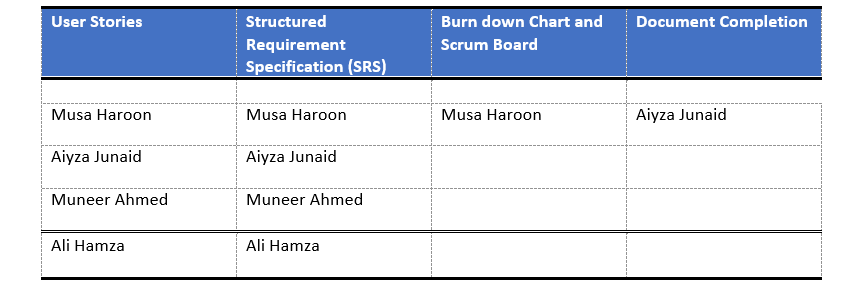 User Stories
Structured
Requirement
Specification (SRS)
Burn down Chart and
Scrum Board
Document Completion
Musa Haroon
Musa Haroon
Musa Haroon
Aiyza Junaid
Aiyza Junaid
Aiyza Junaid
Muneer Ahmed
Muneer Ahmed
Ali Hamza
Ali Hamza